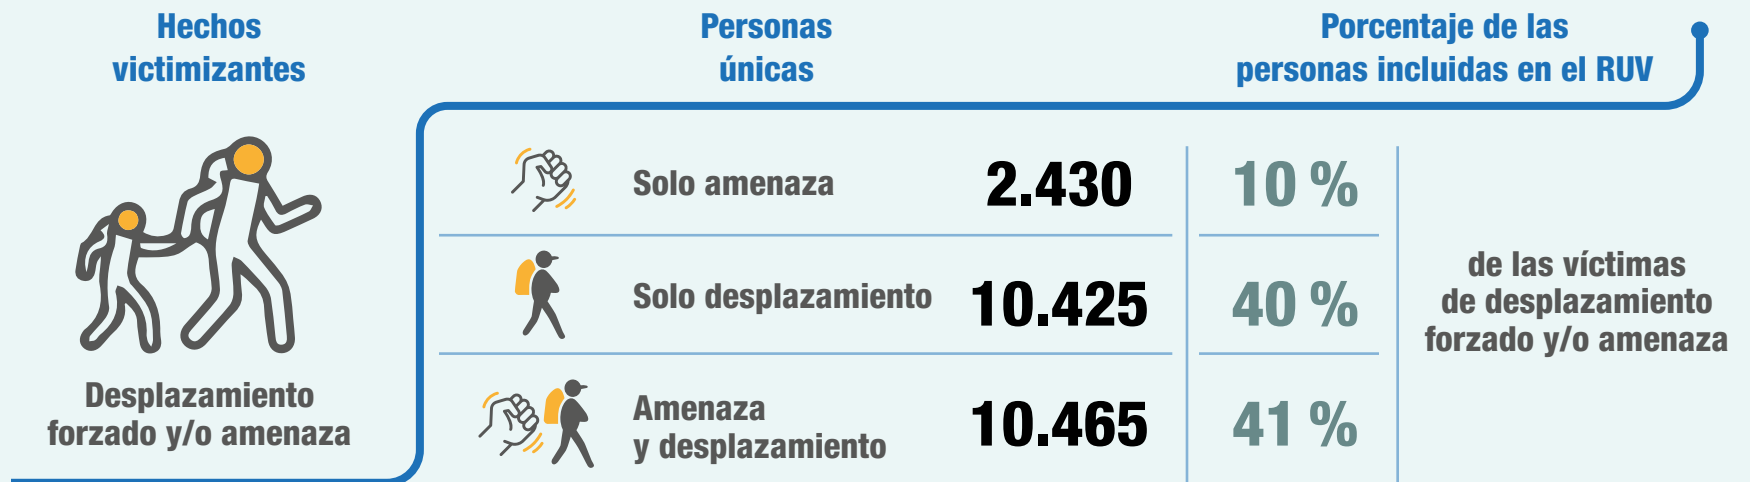 Hechos
victimizantes
Personas
únicas
Porcentaje de las
personas incluidas en el RUV
Desplazamiento
forzado y/o amenaza
Solo amenaza
2.430
10 %
Solo desplazamiento
10.425
40 %
Amenaza
y desplazamiento
10.465
41 %
de las víctimas
de desplazamiento
forzado y/o amenaza